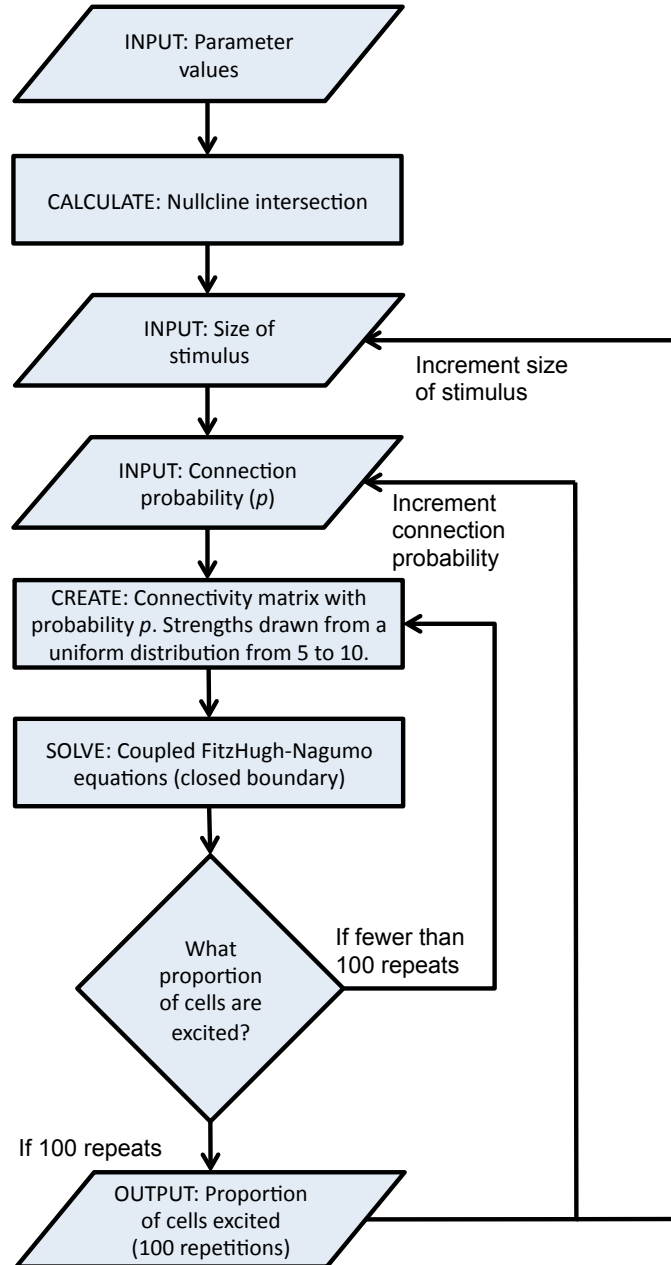 INPUT: Parameter
values
CALCULATE: Nullcline intersection
INPUT: Size of
stimulus
Increment size
of stimulus
INPUT: Connection
probability (p)
Increment
connection
probability
CREATE: Connectivity matrix with
probability p. Strengths drawn from a
uniform distribution from 5 to 10.
SOLVE: Coupled FitzHugh-Nagumo
equations (closed boundary)
What
proportion
of cells are
excited?
If fewer than
100 repeats
If 100 repeats
OUTPUT: Proportion
of cells excited
(100 repetitions)